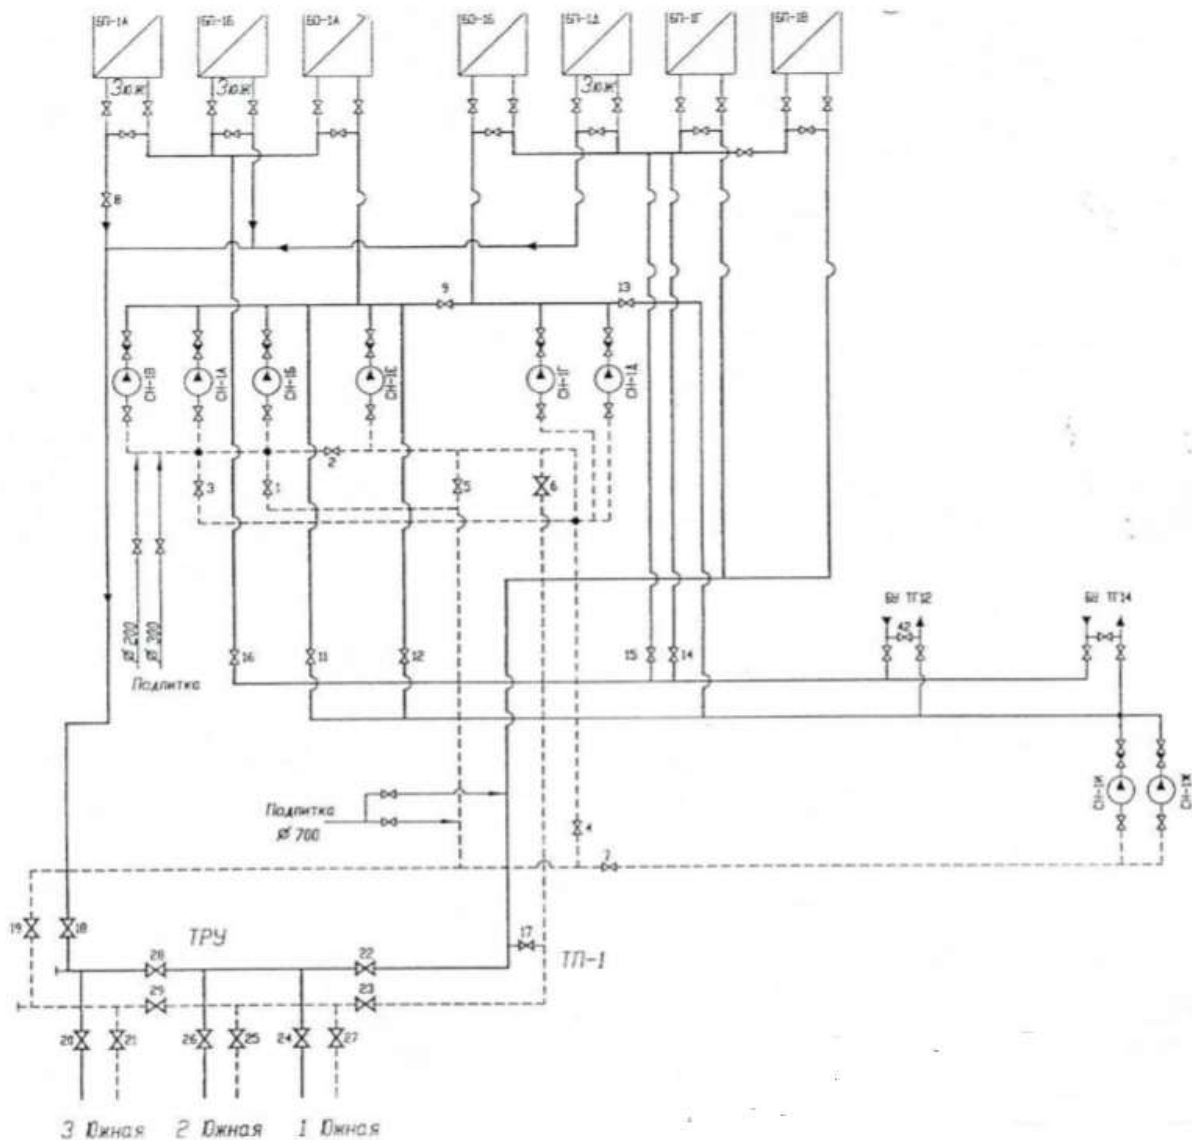 БП-1А
БП-1Б
БО-1А
БО-1Б
БП-1Д
БП-1Г
БП-1В
Зюж
Зюж
Зюж
8
9
13
СН-1В
СН-1А
СН-1Б
СН-1Е
СН-1Г
СН-1Д
2
3
1
5
6
Ø 200
Ø 300
Подпитка
БУ ТГ12
БУ ТГ14
42
16
11
12
15
14
Подпитка
Ø 700
СН-1И
СН-1Ж
4
7
19
18
ТРУ
17
ТП-1
28
22
29
23
20
21
26
25
24
27
3 Южная
2 Южная
1 Южная